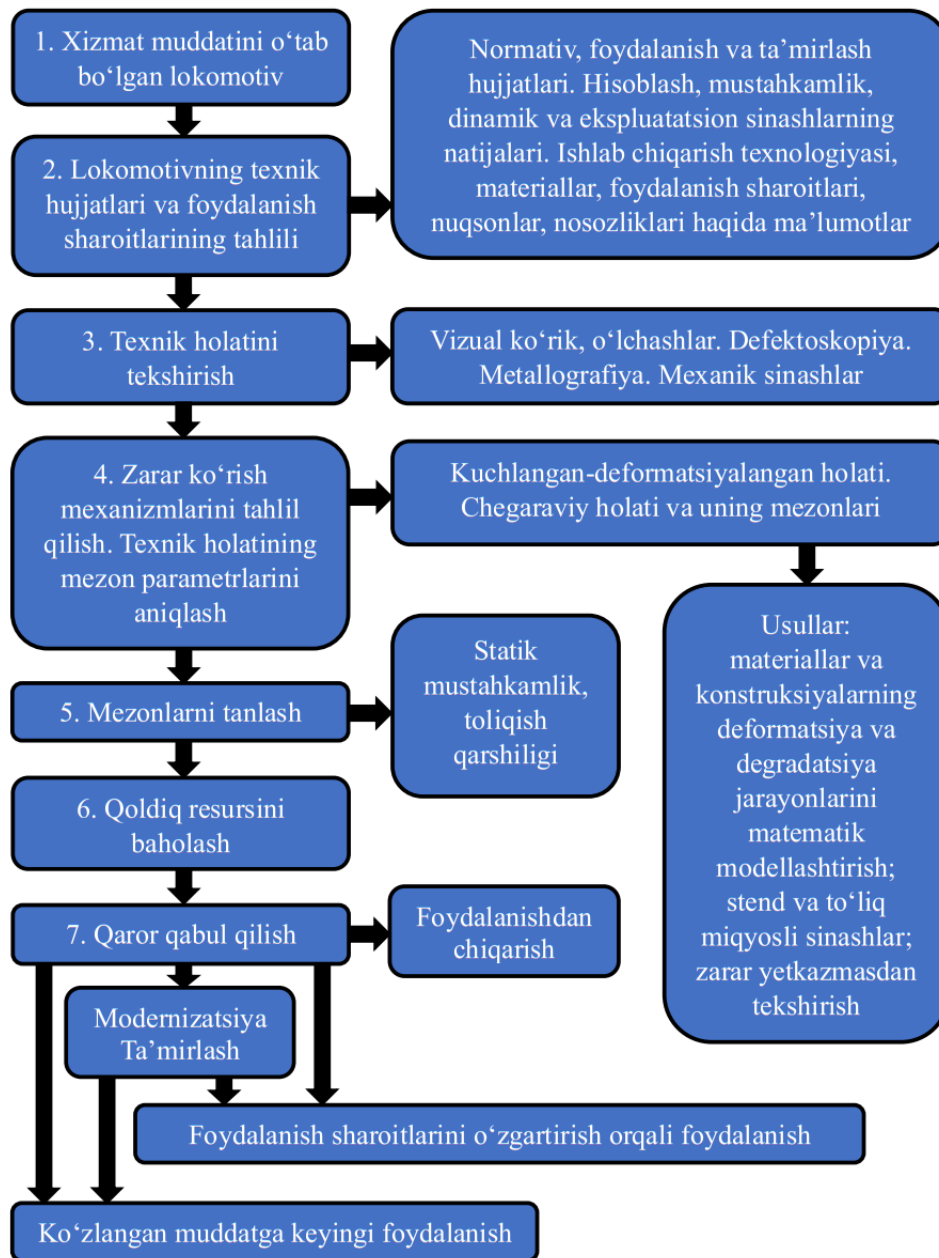 1. Xizmat muddatini o‘tab
bo‘lgan lokomotiv
Normativ, foydalanish va ta’mirlash
hujjatlari. Hisoblash, mustahkamlik,
dinamik va ekspluatatsion sinashlarning
natijalari. Ishlab chiqarish texnologiyasi,
materiallar, foydalanish sharoitlari,
nuqsonlar, nosozliklari haqida ma’lumotlar
2. Lokomotivning texnik
hujjatlari va foydalanish
sharoitlarining tahlili
3. Texnik holatini
tekshirish
Vizual ko‘rik, o‘lchashlar. Defektoskopiya.
Metallografiya. Mexanik sinashlar
4. Zarar ko‘rish
mexanizmlarini tahlil
qilish. Texnik holatining
mezon parametrlarini
aniqlash
Kuchlangan-deformatsiyalangan holati.
Chegaraviy holati va uning mezonlari
Usullar:
materiallar va
konstruksiyalarning
deformatsiya va
degradatsiya
jarayonlarini
matematik
modellashtirish;
stend va to‘liq
miqyosli sinashlar;
zarar yetkazmasdan
tekshirish
5. Mezonlarni tanlash
Statik
mustahkamlik,
toliqish
qarshiligi
6. Qoldiq resursini
baholash
7. Qaror qabul qilish
Foydalanishdan
chiqarish
Modernizatsiya
Ta’mirlash
Foydalanish sharoitlarini o‘zgartirish orqali foydalanish
Ko‘zlangan muddatga keyingi foydalanish